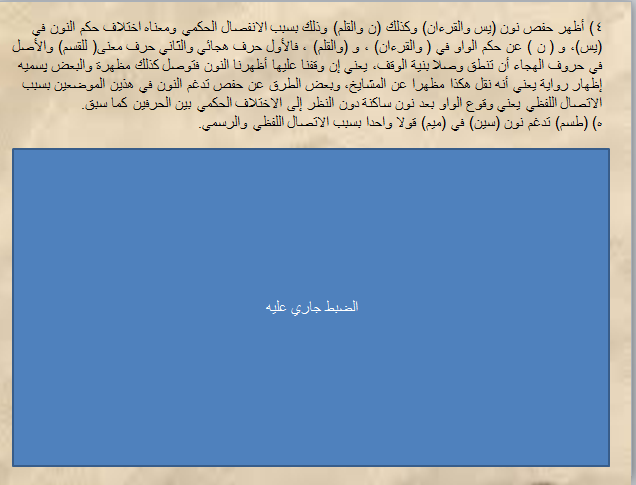 ٤) أظهر حفص نون (يس والقرءان) وكذلك (ن والقلم) وذلك بسبب الانفصال الحكمي ومعناه اختلاف حكم النون في
(يس)، و ( ن ) عن حكم الواو في ( والقرءان) ، و (والقلم) ، فالأول حرف هجائي والثاني حرف معنى( للقسم) والأصل
في حروف الهجاء أن تنطق وصلا بنية الوقف، يعني إن وقفنا عليها أظهرنا النون فتوصل كذلك مظهرة والبعض يسميه
إظهار رواية يعني أنه نقل هكذا مظهرا عن المشايخ، وبعض الطرق عن حفص تدغم النون في هذين الموضعين بسبب
الاتصال اللفظي يعني وقوع الواو بعد نون ساكنة دون النظر إلى الاختلاف الحكمي بين الحرفين كما سبق.
٥) (طسم) تدغم نون (سين) في (ميم) قولا واحدا بسبب الاتصال اللفظي والرسمي.
الضبط جاري عليه